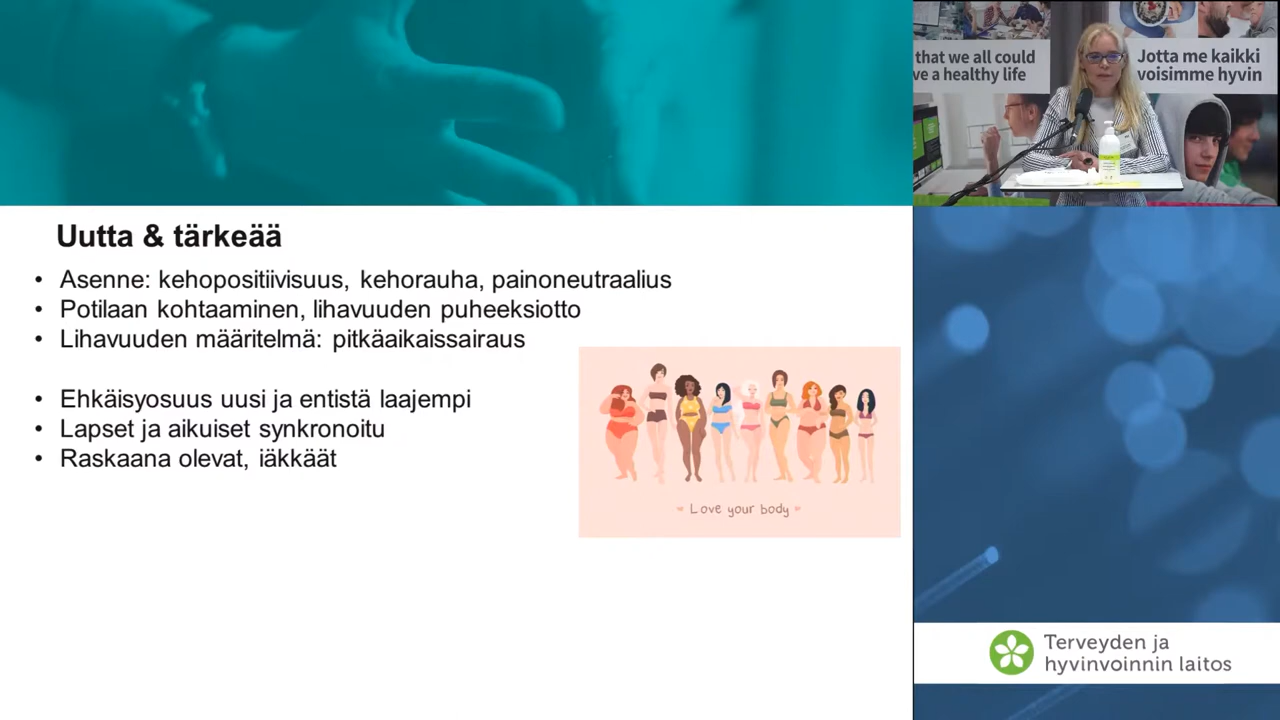 Uutta & tärkeää
• Asenne: kehopositiivisuus, kehorauha, painoneutraalius
• Potilaan kohtaaminen, lihavuuden puheeksiotto
• Lihavuuden määritelmä: pitkäaikaissairaus
• Ehkäisyosuus uusi ja entistä laajempi
• Lapset ja aikuiset synkronoitu
• Raskaana olevat, iäkkäät
Love your body
that we all could
ve a healthy life
Jotta me kaikki
voisimme hyvin
Terveyden ja
hyvinvoinnin laitos